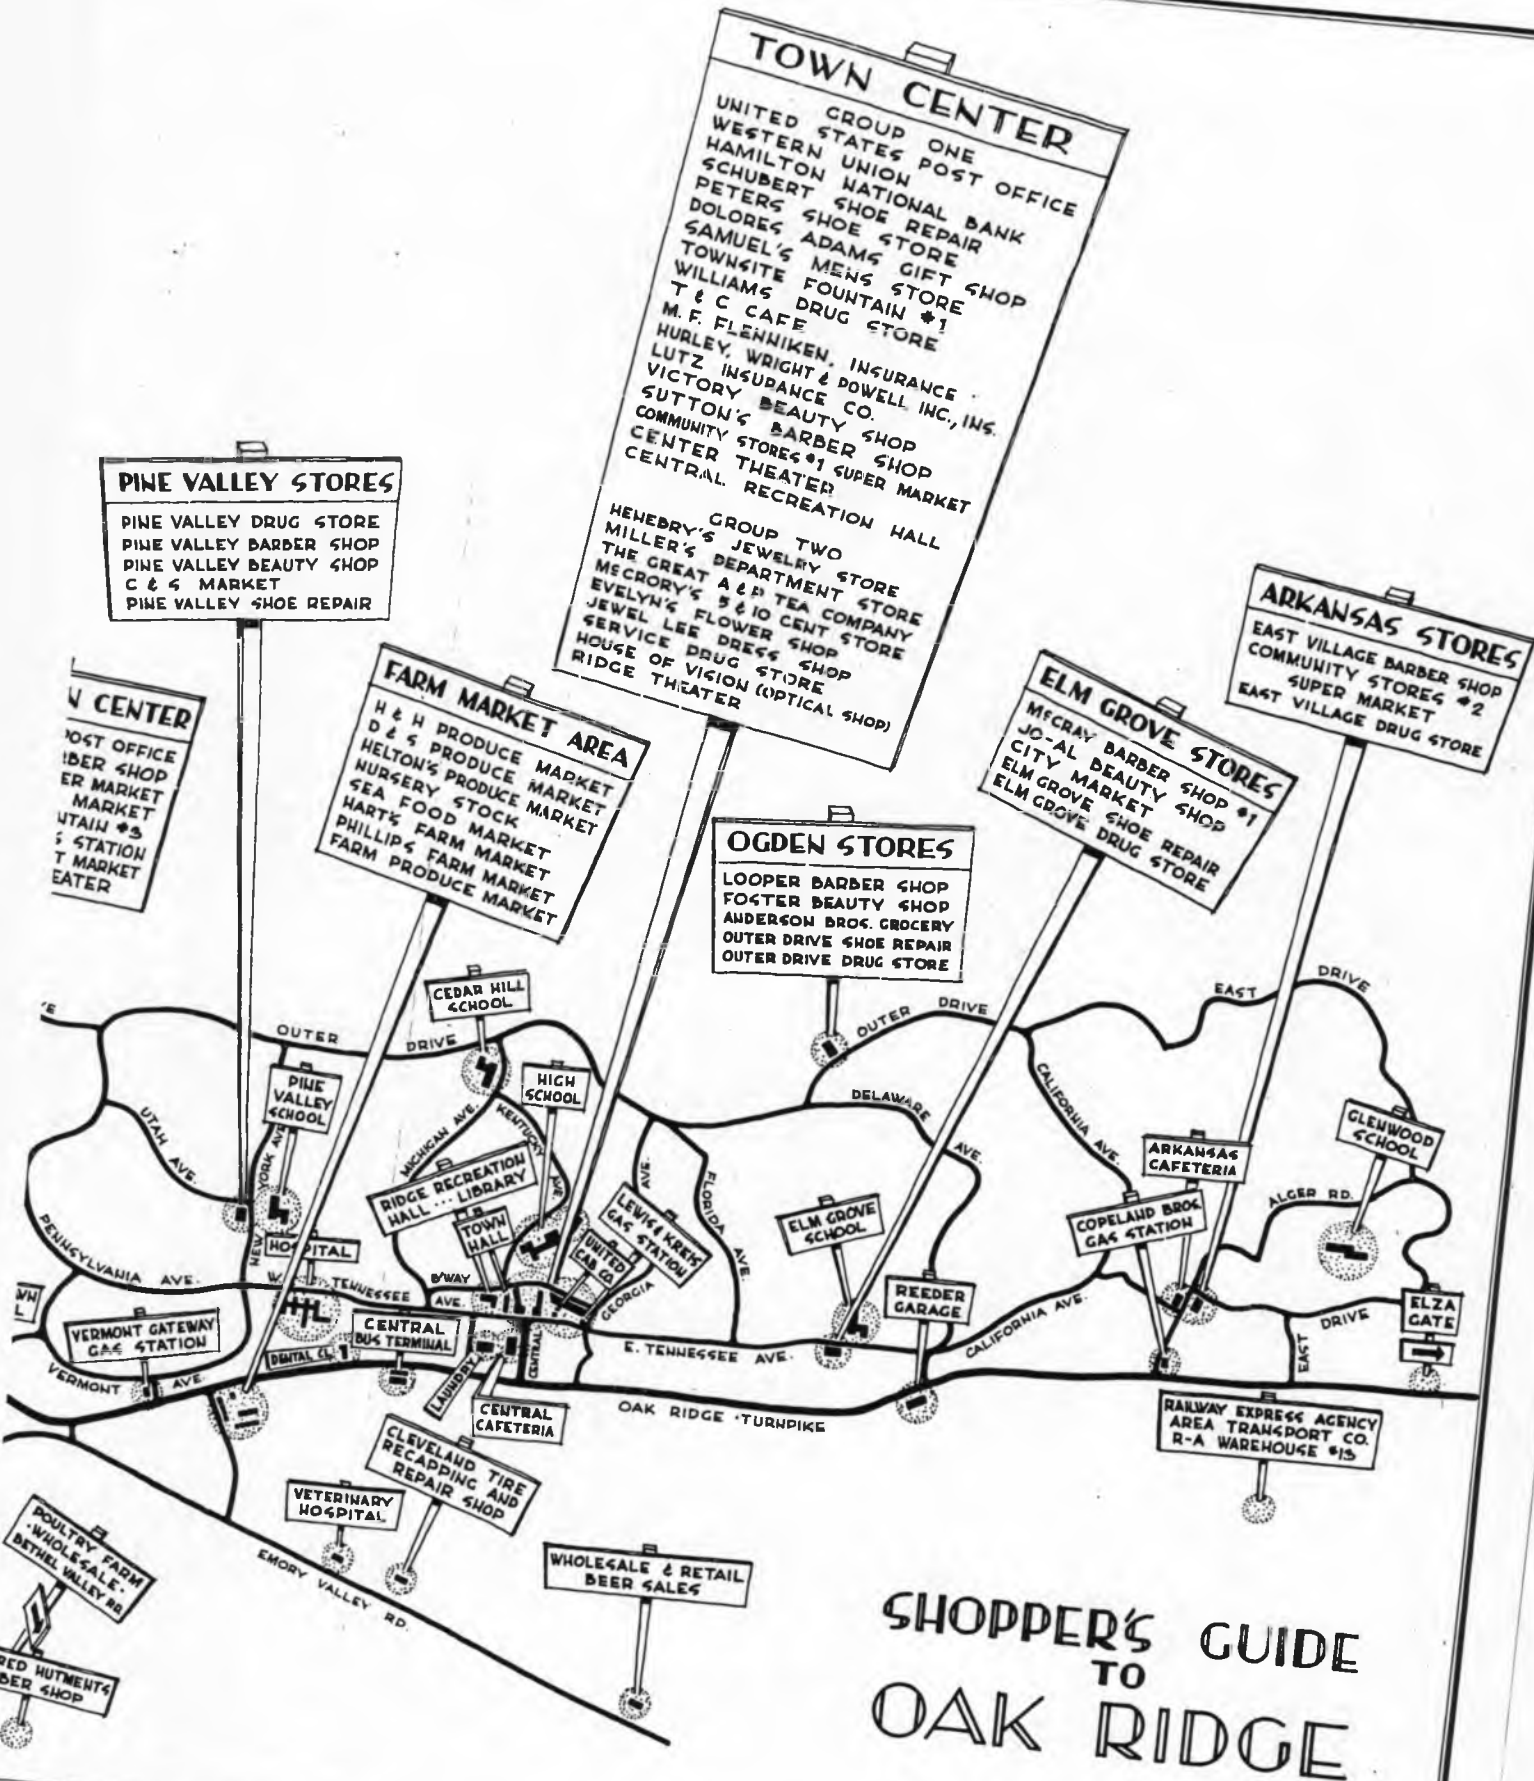 TOWN CENTER
GROUP ONE
UNITED STATES POST OFFICE
WESTERN UNION
HAMILTON NATIONAL BANK
SCHUBERT SHOE REPAIR
PETERS SHOE STORE
DOLORES ADAMS GIFT SHOP
SAMUEL'S MENS STORE
TOWNSITE FOUNTAIN #1
WILLIAMS DRUG STORE
T & C CAFE
M. F. FLENNIKEN, INSURANCE
HURLEY, WRIGHT & POWELL INC., INS.
LUTZ INSURANCE CO.
VICTORY BEAUTY SHOP
SUTTON'S BARBER SHOP
COMMUNITY STORES #1 SUPER MARKET
CENTER THEATER
CENTRAL RECREATION HALL
GROUP TWO
HENEBRY'S JEWELRY STORE
MILLER'S DEPARTMENT STORE
THE GREAT A & P TEA COMPANY
McCRORY'S 5 & 10 CENT STORE
EVELYN'S FLOWER SHOP
JEWEL LEE DRESS SHOP
SERVICE DRUG STORE
HOUSE OF VISION (OPTICAL SHOP)
RIDGE THEATER
PINE VALLEY STORES
PINE VALLEY DRUG STORE
PINE VALLEY BARBER SHOP
PINE VALLEY BEAUTY SHOP
C & S MARKET
PINE VALLEY SHOE REPAIR
N CENTER
POST OFFICE
BER SHOP
ER MARKET
MARKET
NTAIN #3
S STATION
T MARKET
EATER
FARM MARKET AREA
H & H PRODUCE MARKET
D & S PRODUCE MARKET
HELTON'S PRODUCE MARKET
NURSERY STOCK
SEA FOOD MARKET
HART'S FARM MARKET
PHILLIPS FARM MARKET
FARM PRODUCE MARKET
OGDEN STORES
LOOPER BARBER SHOP
FOSTER BEAUTY SHOP
ANDERSON BROS. GROCERY
OUTER DRIVE SHOE REPAIR
OUTER DRIVE DRUG STORE
ELM GROVE STORES
McCRAY BARBER SHOP #1
JO-AL BEAUTY SHOP
CITY MARKET
ELM GROVE SHOE REPAIR
ELM GROVE DRUG STORE
ARKANSAS STORES
EAST VILLAGE BARBER SHOP
COMMUNITY STORES #2
SUPER MARKET
EAST VILLAGE DRUG STORE
CEDAR HILL
SCHOOL
OUTER DRIVE
OUTER DRIVE
EAST DRIVE
PINE
VALLEY
SCHOOL
HIGH
SCHOOL
UTAH AVE.
NEW YORK AVE.
MICHIGAN AVE.
KENTUCKY AVE.
DELAWARE AVE.
CALIFORNIA AVE.
GLENWOOD
SCHOOL
ARKANSAS
CAFETERIA
ALGER RD.
RIDGE RECREATION
HALL ... LIBRARY
TOWN
HALL
LEWIS & KREIS
GAS STATION
UNITED
CAB CO.
AVE.
FLORIDA AVE.
GEORGIA
ELM GROVE
SCHOOL
COPELAND BROS.
GAS STATION
PENNSYLVANIA AVE.
HOSPITAL
W. TENNESSEE AVE.
B'WAY
REEDER
GARAGE
ELZA
GATE
VERMONT GATEWAY
GAS STATION
CENTRAL
BUS TERMINAL
DENTAL CL.
LAUNDRY
CENTRAL
E. TENNESSEE AVE.
CALIFORNIA AVE.
EAST DRIVE
VERMONT AVE.
CENTRAL
CAFETERIA
OAK RIDGE TURNPIKE
RAILWAY EXPRESS AGENCY
AREA TRANSPORT CO.
R-A WAREHOUSE #13
CLEVELAND TIRE
RECAPPING AND
REPAIR SHOP
VETERINARY
HOSPITAL
EMORY VALLEY RD.
POULTRY FARM
·WHOLESALE·
BETHEL VALLEY RD.
WHOLESALE & RETAIL
BEER SALES
RED HUTMENTS
BER SHOP
SHOPPER'S GUIDE
TO
OAK RIDGE